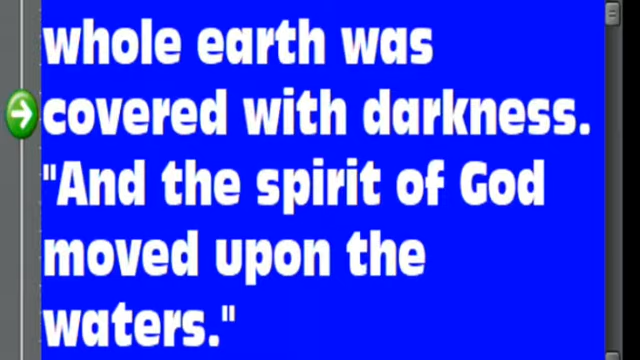 whole earth was
covered with darkness.
"And the spirit of God
moved upon the
waters."